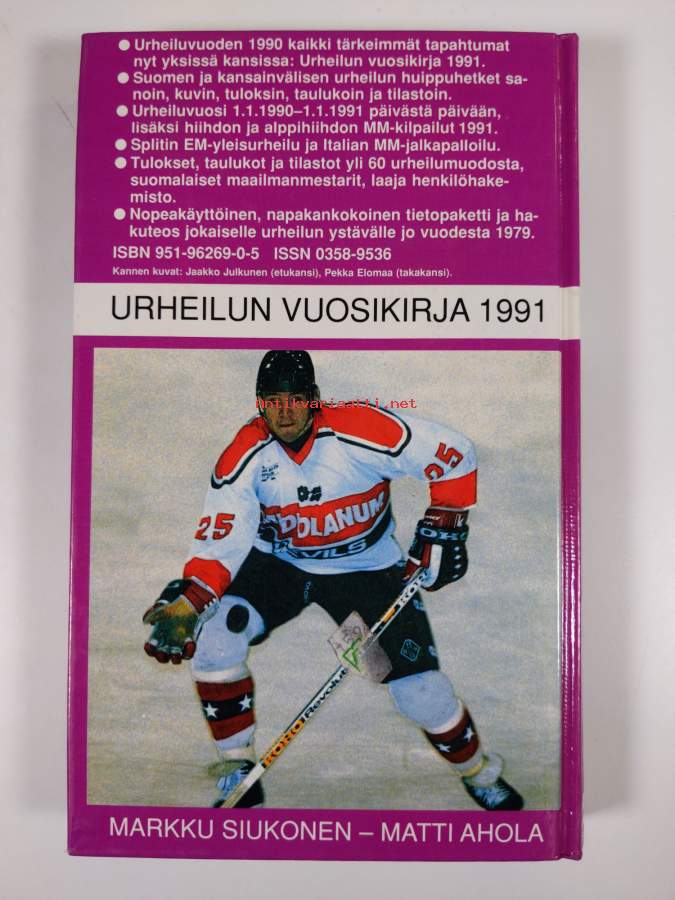 ● Urheiluvuoden 1990 kaikki tärkeimmät tapahtumat
nyt yksissä kansissa: Urheilun vuosikirja 1991.
● Suomen ja kansainvälisen urheilun huippuhetket sa-
noin, kuvin, tuloksin, taulukoin ja tilastoin.
● Urheiluvuosi 1.1.1990–1.1.1991 päivästä päivään,
lisäksi hiihdon ja alppihiihdon MM-kilpailut 1991.
● Splitin EM-yleisurheilu ja Italian MM-jalkapalloilu.
● Tulokset, taulukot ja tilastot yli 60 urheilumuodosta,
suomalaiset maailmanmestarit, laaja henkilöhake-
misto.
● Nopeakäyttöinen, napakankokoinen tietopaketti ja ha-
kuteos jokaiselle urheilun ystävälle jo vuodesta 1979.
ISBN 951-96269-0-5 ISSN 0358-9536
Kannen kuvat: Jaakko Julkunen (etukansi), Pekka Elomaa (takakansi).
URHEILUN VUOSIKIRJA 1991
antikvariaatti.net
25
25
OLANUM
VILS
KOHO
KOHO Revolut
MARKKU SIUKONEN – MATTI AHOLA